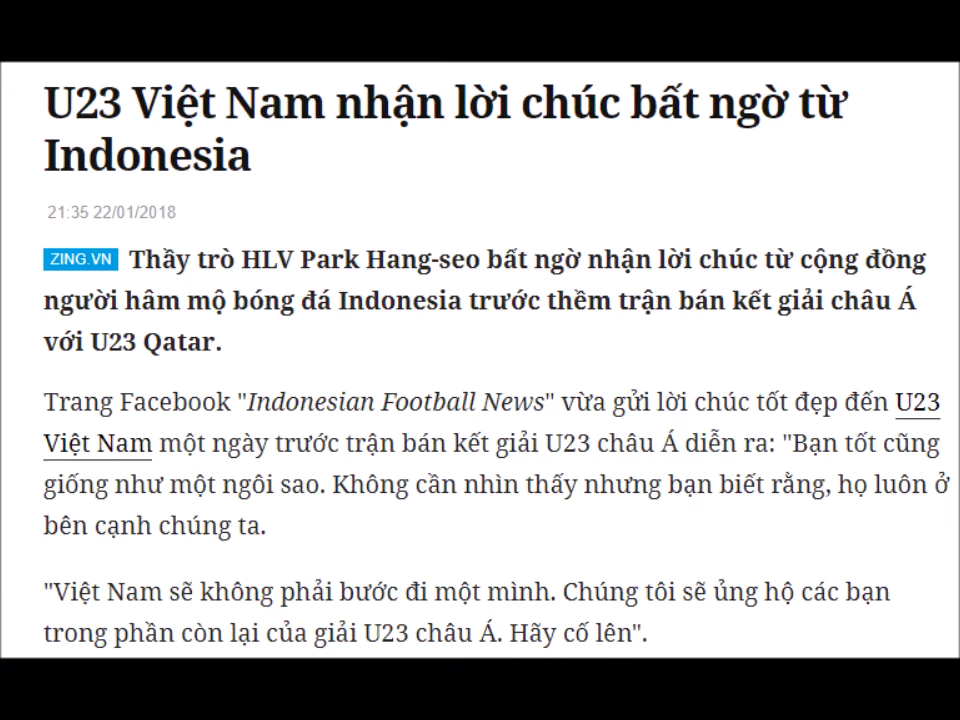 U23 Việt Nam nhận lời chúc bất ngờ từ
Indonesia
21:35 22/01/2018
ZING.VN Thầy trò HLV Park Hang-seo bất ngờ nhận lời chúc từ cộng đồng
người hâm mộ bóng đá Indonesia trước thềm trận bán kết giải châu Á
với U23 Qatar.
Trang Facebook "Indonesian Football News" vừa gửi lời chúc tốt đẹp đến U23
Việt Nam một ngày trước trận bán kết giải U23 châu Á diễn ra: "Bạn tốt cũng
giống như một ngôi sao. Không cần nhìn thấy nhưng bạn biết rằng, họ luôn ở
bên cạnh chúng ta.
"Việt Nam sẽ không phải bước đi một mình. Chúng tôi sẽ ủng hộ các bạn
trong phần còn lại của giải U23 châu Á. Hãy cố lên".